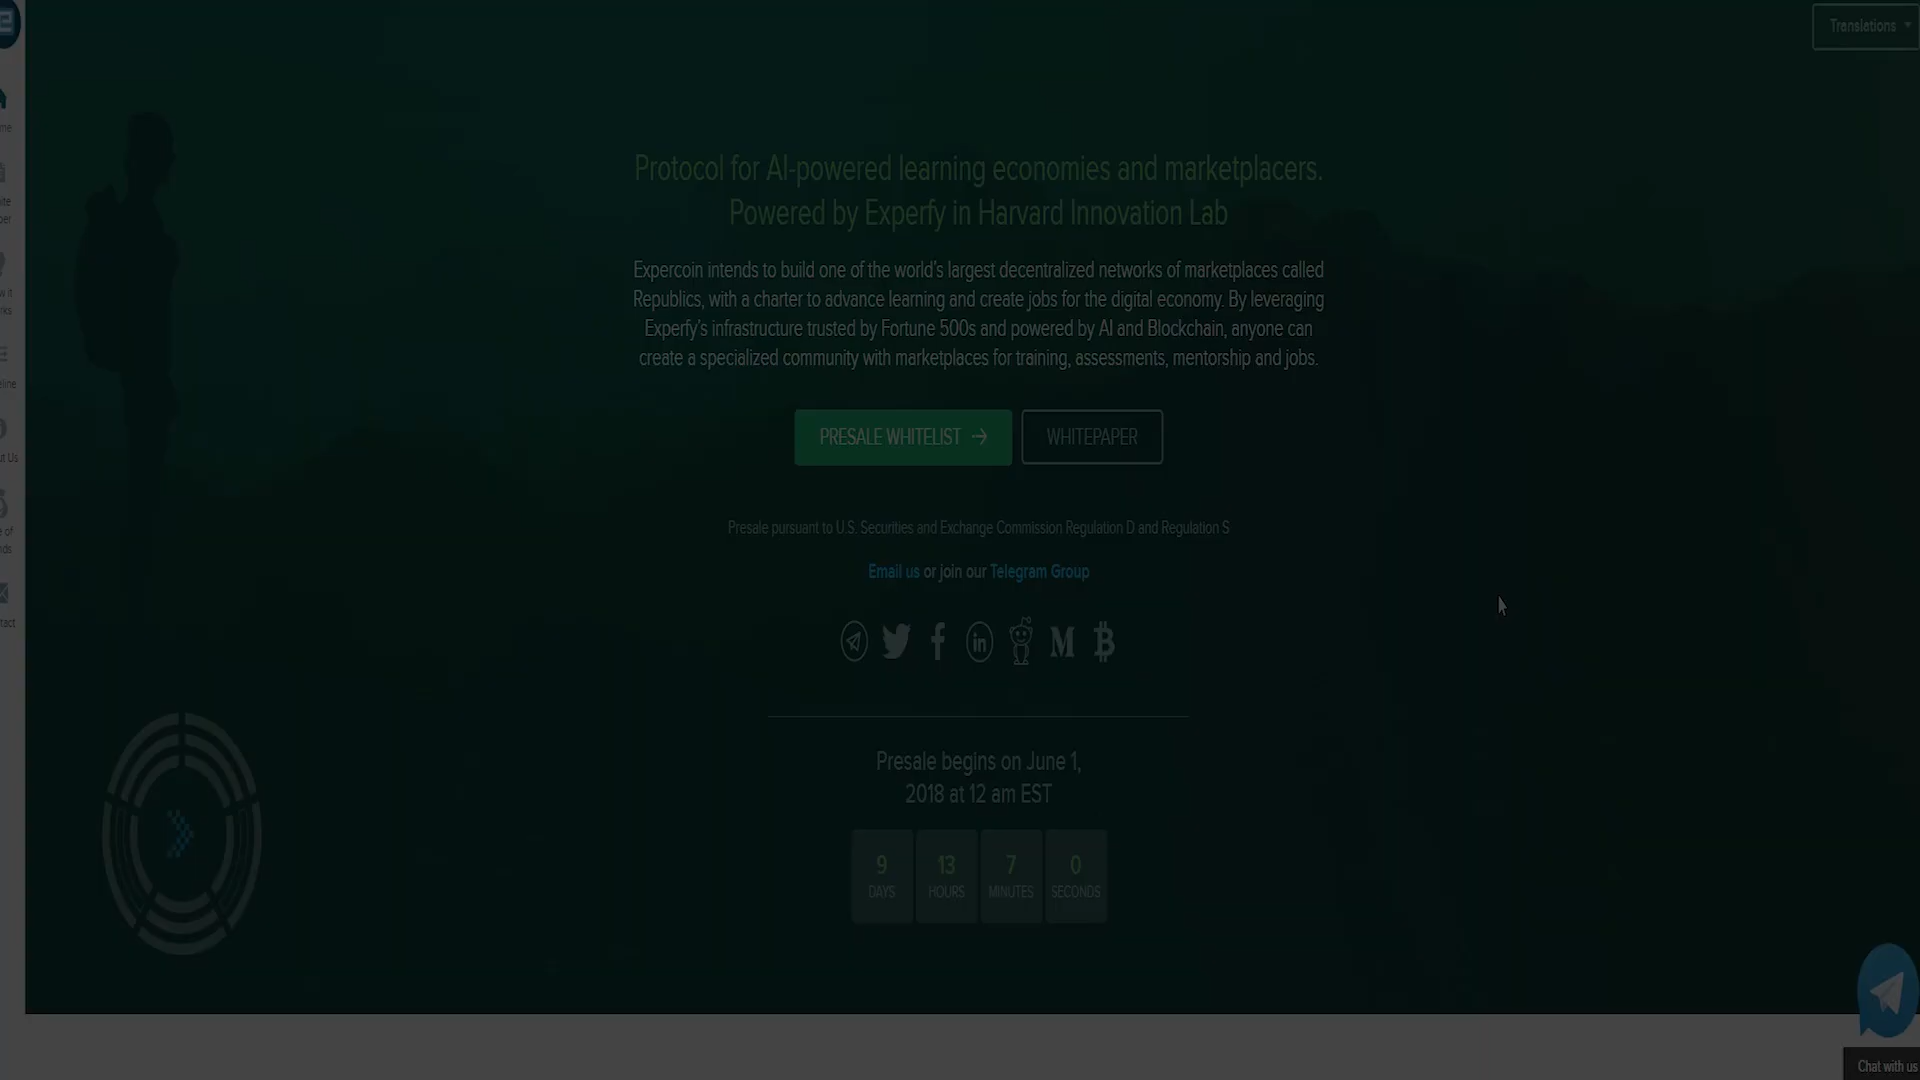 Translations
Protocol for AI-powered learning economies and marketplacers.
Powered by Experfy in Harvard Innovation Lab
Expercoin intends to build one of the world's largest decentralized networks of marketplaces called
Republics, with a charter to advance learning and create jobs for the digital economy. By leveraging
Experfy's infrastructure trusted by Fortune 500s and powered by AI and Blockchain, anyone can
create a specialized community with marketplaces for training, assessments, mentorship and jobs.
PRESALE WHITELIST →
WHITEPAPER
Presale pursuant to U.S. Securities and Exchange Commission Regulation D and Regulation S
Email us or join our Telegram Group
Presale begins on June 1,
2018 at 12 am EST
9 13 7 0
DAYS HOURS MINUTES SECONDS
Chat with us